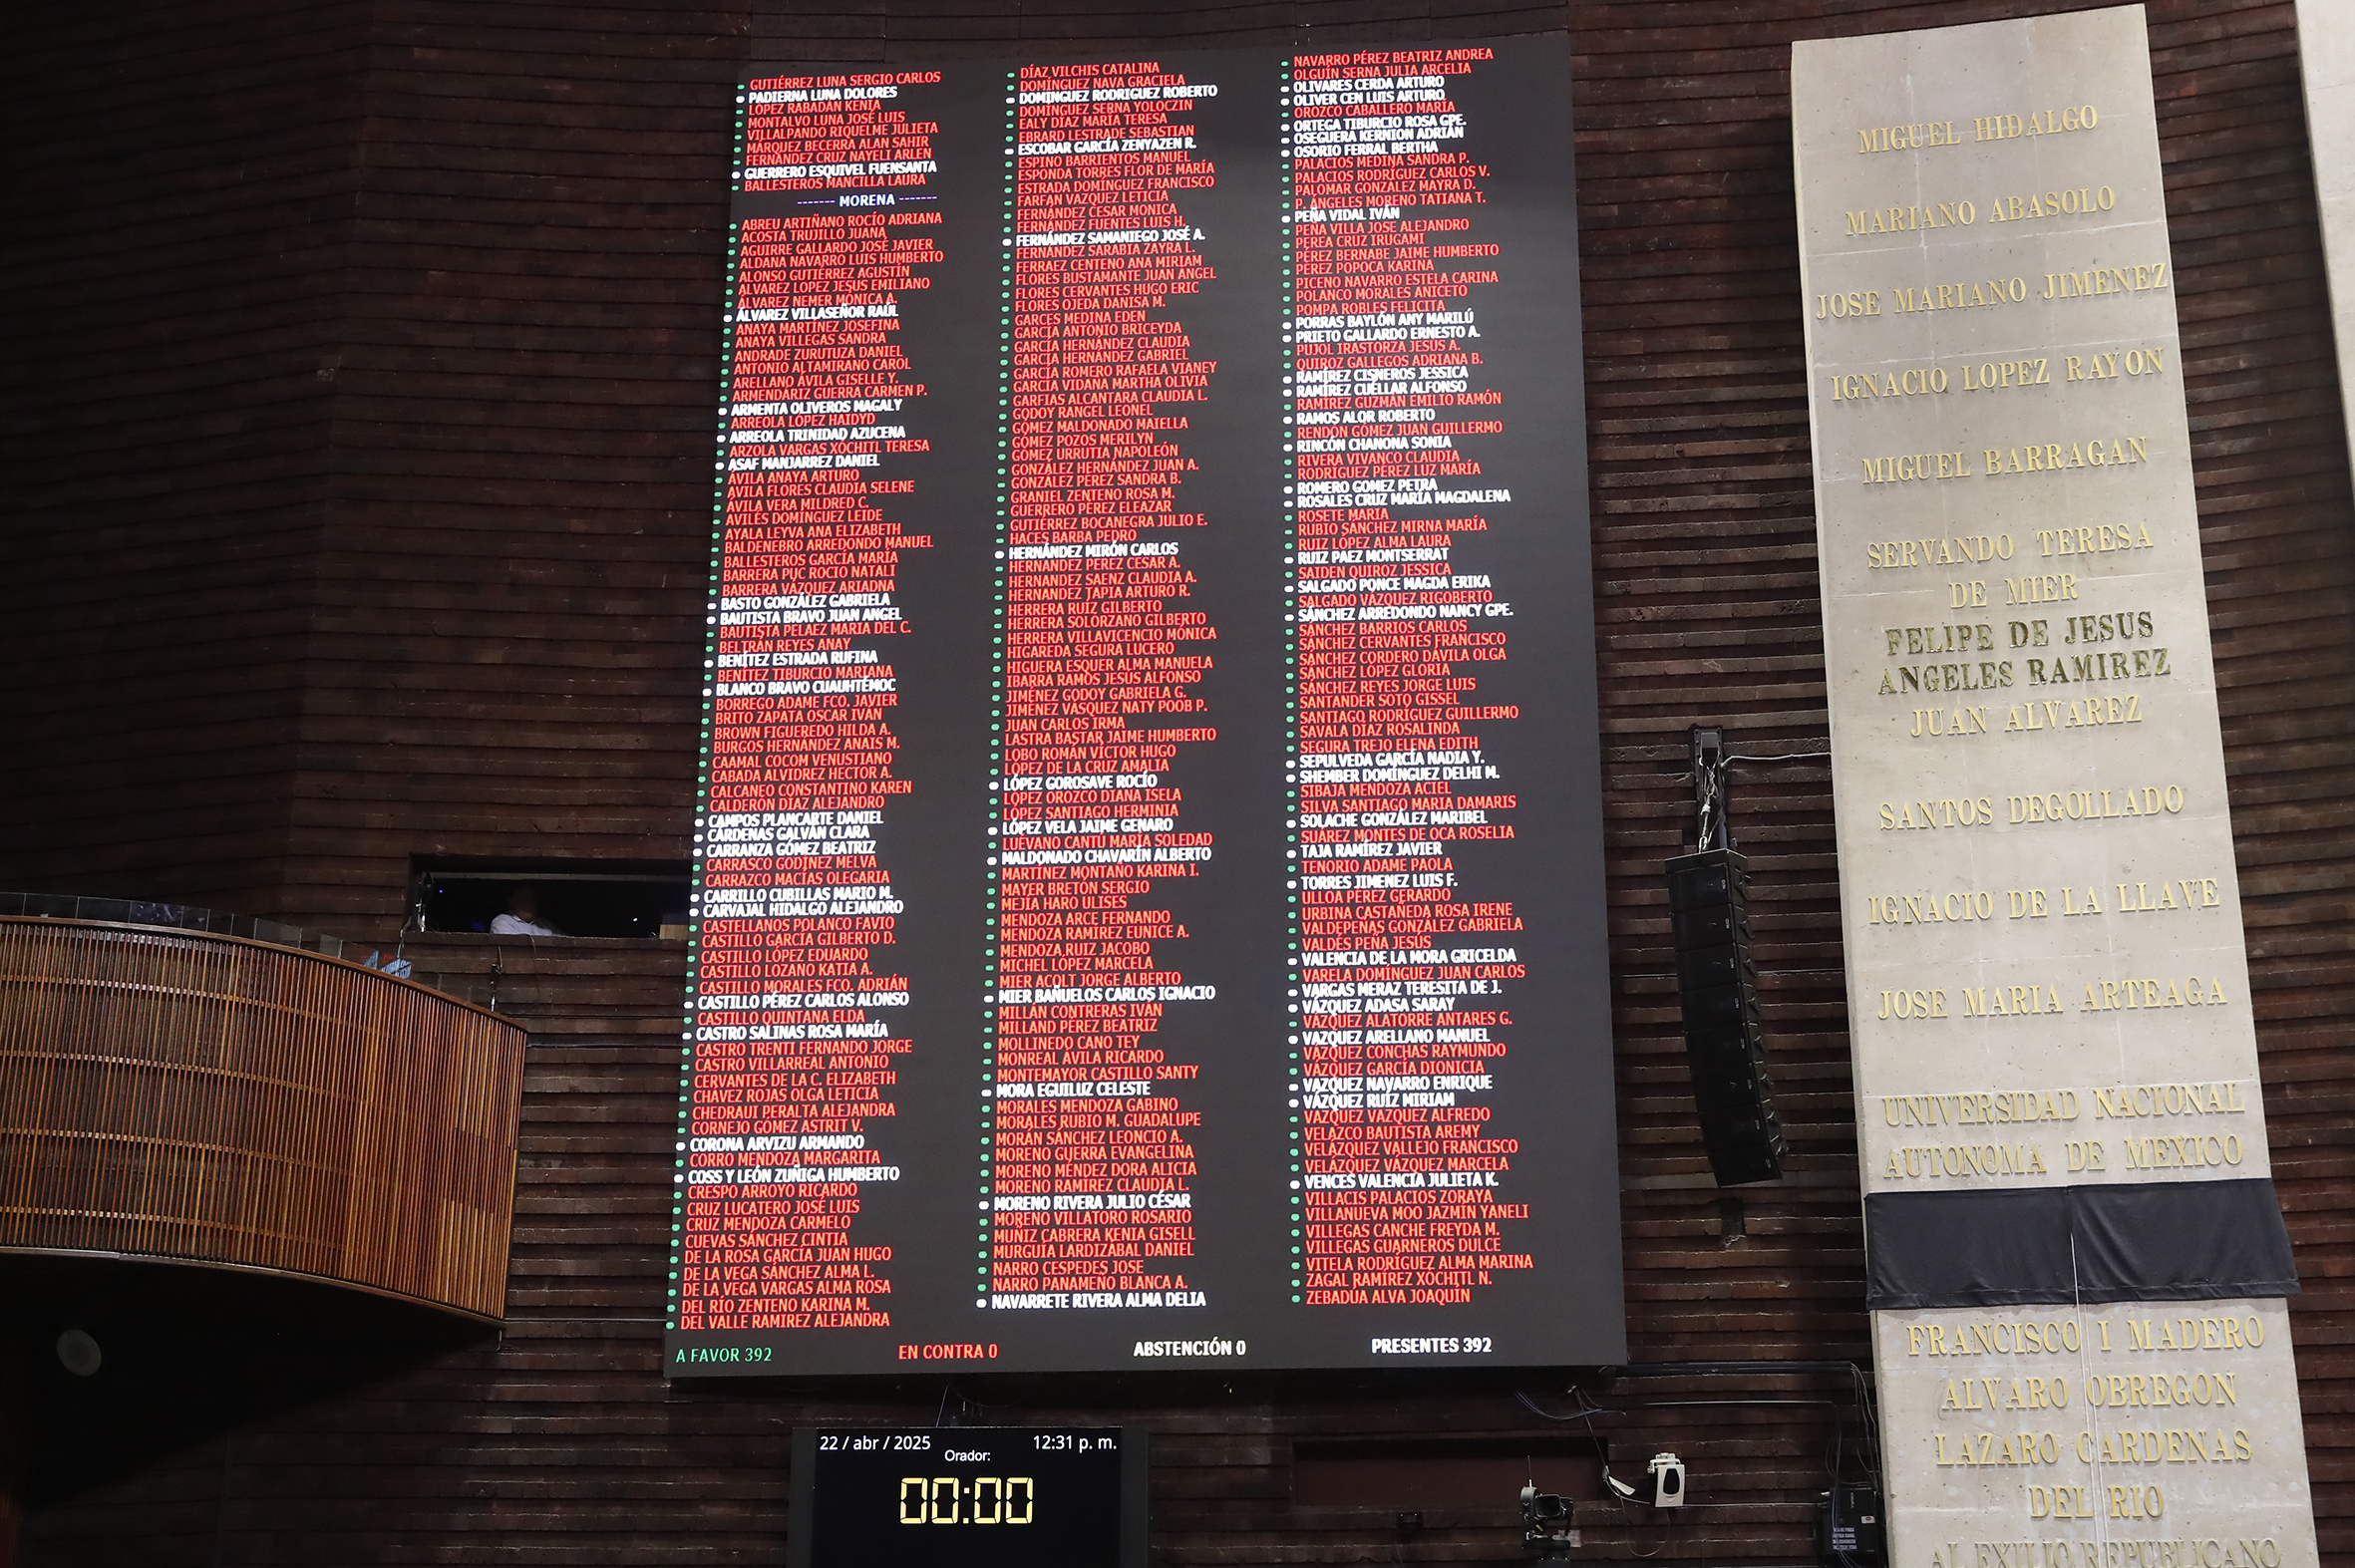 GUTIÉRREZ LUNA SERGIO CARLOS
PADIERNA LUNA DOLORES
LÓPEZ RABADÁN KENIA
MONTALVO LUNA JOSÉ LUIS
VILLALPANDO RIQUELME JULIETA
MÁRQUEZ BECERRA ALAN SAHIR
FERNÁNDEZ CRUZ NAYELI ARLEN
GUERRERO ESQUIVEL FUENSANTA
BALLESTEROS MANCILLA LAURA
------- MORENA -------
ABREU ARTIÑANO ROCÍO ADRIANA
ACOSTA TRUJILLO JUANA
AGUIRRE GALLARDO JOSÉ JAVIER
ALDANA NAVARRO LUIS HUMBERTO
ALONSO GUTIÉRREZ AGUSTÍN
ÁLVAREZ LÓPEZ JESÚS EMILIANO
ÁLVAREZ NEMER MÓNICA A.
ÁLVAREZ VILLASEÑOR RAÚL
ANAYA MARTÍNEZ JOSEFINA
ANAYA VILLEGAS SANDRA
ANDRADE ZURUTUZA DANIEL
ANTONIO ALTAMIRANO CAROL
ARELLANO ÁVILA GISELLE Y.
ARMENDARIZ GUERRA CARMEN P.
ARMENTA OLIVEROS MAGALY
ARREOLA LÓPEZ HAIDYD
ARREOLA TRINIDAD AZUCENA
ARZOLA VARGAS XÓCHITL TERESA
ASAF MANJARREZ DANIEL
ÁVILA ANAYA ARTURO
ÁVILA FLORES CLAUDIA SELENE
ÁVILA VERA MILDRED C.
AVILÉS DOMÍNGUEZ LEIDE
AYALA LEYVA ANA ELIZABETH
BALDENEBRO ARREDONDO MANUEL
BALLESTEROS GARCÍA MARÍA
BARRERA PUC ROCÍO NATALÍ
BARRERA VÁZQUEZ ARIADNA
BASTO GONZÁLEZ GABRIELA
BAUTISTA BRAVO JUAN ANGEL
BAUTISTA PELAEZ MARIA DEL C.
BELTRÁN REYES ANAY
BENÍTEZ ESTRADA RUFINA
BENÍTEZ TIBURCIO MARIANA
BLANCO BRAVO CUAUHTÉMOC
BORREGO ADAME FCO. JAVIER
BRITO ZAPATA OSCAR IVÁN
BROWN FIGUEREDO HILDA A.
BURGOS HERNÁNDEZ ANAIS M.
CAAMAL COCOM VENUSTIANO
CABADA ALVIDREZ HECTOR A.
CALCANEO CONSTANTINO KAREN
CALDERÓN DÍAZ ALEJANDRO
CAMPOS PLANCARTE DANIEL
CÁRDENAS GALVÁN CLARA
CARRANZA GÓMEZ BEATRIZ
CARRASCO GODÍNEZ MELVA
CARRAZCO MACÍAS OLEGARIA
CARRILLO CUBILLAS MARIO M.
CARVAJAL HIDALGO ALEJANDRO
CASTELLANOS POLANCO FAVIO
CASTILLO GARCÍA GILBERTO D.
CASTILLO LÓPEZ EDUARDO
CASTILLO LOZANO KATIA A.
CASTILLO MORALES FCO. ADRIÁN
CASTILLO PÉREZ CARLOS ALONSO
CASTILLO QUINTANA ELDA
CASTRO SALINAS ROSA MARÍA
CASTRO TRENTI FERNANDO JORGE
CASTRO VILLARREAL ANTONIO
CERVANTES DE LA C. ELIZABETH
CHÁVEZ ROJAS OLGA LETICIA
CHEDRAUI PERALTA ALEJANDRA
CORNEJO GÓMEZ ASTRIT V.
CORONA ARVIZU ARMANDO
CORRO MENDOZA MARGARITA
COSS Y LEÓN ZÚÑIGA HUMBERTO
CRESPO ARROYO RICARDO
CRUZ LUCATERO JOSÉ LUIS
CRUZ MENDOZA CARMELO
CUEVAS SÁNCHEZ CINTIA
DE LA ROSA GARCÍA JUAN HUGO
DE LA VEGA SÁNCHEZ ALMA L.
DE LA VEGA VARGAS ALMA ROSA
DEL RÍO ZENTENO KARINA M.
DEL VALLE RAMIREZ ALEJANDRA
DÍAZ VILCHIS CATALINA
DOMÍNGUEZ NAVA GRACIELA
DOMINGUEZ RODRIGUEZ ROBERTO
DOMÍNGUEZ SERNA YOLOCZIN
EALY DÍAZ MARÍA TERESA
EBRARD LESTRADE SEBASTIAN
ESCOBAR GARCÍA ZENYAZEN R.
ESPINO BARRIENTOS MANUEL
ESPONDA TORRES FLOR DE MARÍA
ESTRADA DOMÍNGUEZ FRANCISCO
FARFÁN VÁZQUEZ LETICIA
FERNÁNDEZ CÉSAR MÓNICA
FERNÁNDEZ FUENTES LUIS H.
FERNÁNDEZ SAMANIEGO JOSÉ A.
FERNÁNDEZ SARABIA ZAYRA L.
FERRAEZ CENTENO ANA MIRIAM
FLORES BUSTAMANTE JUAN ÁNGEL
FLORES CERVANTES HUGO ERIC
FLORES OJEDA DANISA M.
GARCÉS MEDINA EDEN
GARCÍA ANTONIO BRICEYDA
GARCÍA HERNÁNDEZ CLAUDIA
GARCÍA HERNÁNDEZ GABRIEL
GARCÍA ROMERO RAFAELA VIANEY
GARCÍA VIDAÑA MARTHA OLIVIA
GARFIAS ALCÁNTARA CLAUDIA L.
GODOY RANGEL LEONEL
GÓMEZ MALDONADO MAIELLA
GÓMEZ POZOS MERILYN
GÓMEZ URRUTIA NAPOLEÓN
GONZÁLEZ HERNÁNDEZ JUAN A.
GONZÁLEZ PÉREZ SANDRA B.
GRANIEL ZENTENO ROSA M.
GUERRERO PÉREZ ELEAZAR
GUTIÉRREZ BOCANEGRA JULIO E.
HACES BARBA PEDRO
HERNÁNDEZ MIRÓN CARLOS
HERNÁNDEZ PÉREZ CÉSAR A.
HERNÁNDEZ SÁENZ CLAUDIA A.
HERNÁNDEZ TAPIA ARTURO R.
HERRERA RUÍZ GILBERTO
HERRERA SOLÓRZANO GILBERTO
HERRERA VILLAVICENCIO MÓNICA
HIGAREDA SEGURA LUCERO
HIGUERA ESQUER ALMA MANUELA
IBARRA RAMOS JESÚS ALFONSO
JIMÉNEZ GODOY GABRIELA G.
JIMÉNEZ VÁSQUEZ NATY POOB P.
JUAN CARLOS IRMA
LASTRA BASTAR JAIME HUMBERTO
LOBO ROMÁN VÍCTOR HUGO
LÓPEZ DE LA CRUZ AMALIA
LÓPEZ GOROSAVE ROCÍO
LÓPEZ OROZCO DIANA ISELA
LÓPEZ SANTIAGO HERMINIA
LÓPEZ VELA JAIME GENARO
LUÉVANO CANTÚ MARÍA SOLEDAD
MALDONADO CHAVARÍN ALBERTO
MARTÍNEZ MONTAÑO KARINA I.
MAYER BRETÓN SERGIO
MEJÍA HARO ULISES
MENDOZA ARCE FERNANDO
MENDOZA RAMÍREZ EUNICE A.
MENDOZA RUIZ JACOBO
MICHEL LÓPEZ MARCELA
MIER ACOLT JORGE ALBERTO
MIER BAÑUELOS CARLOS IGNACIO
MILLÁN CONTRERAS IVÁN
MILLAND PÉREZ BEATRIZ
MOLLINEDO CANO TEY
MONREAL ÁVILA RICARDO
MONTEMAYOR CASTILLO SANTY
MORA EGUILUZ CELESTE
MORALES MENDOZA GABINO
MORALES RUBIO M. GUADALUPE
MORÁN SÁNCHEZ LEONCIO A.
MORENO GUERRA EVANGELINA
MORENO MÉNDEZ DORA ALICIA
MORENO RAMÍREZ CLAUDIA L.
MORENO RIVERA JULIO CÉSAR
MORENO VILLATORO ROSARIO
MUÑIZ CABRERA KENIA GISELL
MURGUÍA LARDIZÁBAL DANIEL
NARRO CÉSPEDES JOSÉ
NARRO PANAMEÑO BLANCA A.
NAVARRETE RIVERA ALMA DELIA
NAVARRO PÉREZ BEATRIZ ANDREA
OLGUÍN SERNA JULIA ARCELIA
OLIVARES CERDA ARTURO
OLIVER CEN LUIS ARTURO
OROZCO CABALLERO MARÍA
ORTEGA TIBURCIO ROSA GPE.
OSEGUERA KERNION ADRIÁN
OSORIO FERRAL BERTHA
PALACIOS MEDINA SANDRA P.
PALACIOS RODRÍGUEZ CARLOS V.
PALOMAR GONZÁLEZ MAYRA D.
P. ÁNGELES MORENO TATIANA T.
PEÑA VIDAL IVÁN
PEÑA VILLA JOSE ALEJANDRO
PEREA CRUZ IRUGAMI
PÉREZ BERNABE JAIME HUMBERTO
PÉREZ POPOCA KARINA
PICENO NAVARRO ESTELA CARINA
POLANCO MORALES ANICETO
POMPA ROBLES FELICITA
PORRAS BAYLÓN ANY MARILÚ
PRIETO GALLARDO ERNESTO A.
PUJOL IRASTORZA JESÚS A.
QUIROZ GALLEGOS ADRIANA B.
RAMÍREZ CISNEROS JESSICA
RAMÍREZ CUÉLLAR ALFONSO
RAMÍREZ GUZMÁN EMILIO RAMÓN
RAMOS ALOR ROBERTO
RENDÓN GÓMEZ JUAN GUILLERMO
RINCÓN CHANONA SONIA
RIVERA VIVANCO CLAUDIA
RODRÍGUEZ PÉREZ LUZ MARÍA
ROMERO GOMEZ PETRA
ROSALES CRUZ MARÍA MAGDALENA
ROSETE MARIA
RUBIO SÁNCHEZ MIRNA MARÍA
RUIZ LÓPEZ ALMA LAURA
RUIZ PAEZ MONTSERRAT
SAIDEN QUIROZ JESSICA
SALGADO PONCE MAGDA ERIKA
SALGADO VÁZQUEZ RIGOBERTO
SÁNCHEZ ARREDONDO NANCY GPE.
SÁNCHEZ BARRIOS CARLOS
SÁNCHEZ CERVANTES FRANCISCO
SÁNCHEZ CORDERO DÁVILA OLGA
SÁNCHEZ LÓPEZ GLORIA
SÁNCHEZ REYES JORGE LUIS
SANTANDER SOTO GISSEL
SANTIAGO RODRÍGUEZ GUILLERMO
SAVALA DÍAZ ROSALINDA
SEGURA TREJO ELENA EDITH
SEPULVEDA GARCÍA NADIA Y.
SHEMBER DOMÍNGUEZ DELHI M.
SIBAJA MENDOZA ACIEL
SILVA SANTIAGO MARIA DAMARIS
SOLACHE GONZÁLEZ MARIBEL
SUÁREZ MONTES DE OCA ROSELIA
TAJA RAMÍREZ JAVIER
TENORIO ADAME PAOLA
TORRES JIMENEZ LUIS F.
ULLOA PÉREZ GERARDO
URBINA CASTAÑEDA ROSA IRENE
VALDEPEÑAS GONZÁLEZ GABRIELA
VALDÉS PEÑA JESÚS
VALENCIA DE LA MORA GRICELDA
VARELA DOMÍNGUEZ JUAN CARLOS
VARGAS MERAZ TERESITA DE J.
VÁZQUEZ ADASA SARAY
VÁZQUEZ ALATORRE ANTARES G.
VÁZQUEZ ARELLANO MANUEL
VÁZQUEZ CONCHAS RAYMUNDO
VÁZQUEZ GARCÍA DIONICIA
VÁZQUEZ NAVARRO ENRIQUE
VÁZQUEZ RUÍZ MIRIAM
VÁZQUEZ VÁZQUEZ ALFREDO
VELÁZCO BAUTISTA AREMY
VELÁZQUEZ VALLEJO FRANCISCO
VELÁZQUEZ VÁZQUEZ MARCELA
VENCES VALENCIA JULIETA K.
VILLACIS PALACIOS ZORAYA
VILLANUEVA MOO JAZMÍN YANELI
VILLEGAS CANCHE FREYDA M.
VILLEGAS GUARNEROS DULCE
VITELA RODRÍGUEZ ALMA MARINA
ZAGAL RAMÍREZ XÓCHITL N.
ZEBADÚA ALVA JOAQUÍN
A FAVOR 392 EN CONTRA 0 ABSTENCIÓN 0 PRESENTES 392
22 / abr / 2025 12:31 p. m.
Orador:
00:00
MIGUEL HIDALGO
MARIANO ABASOLO
JOSE MARIANO JIMENEZ
IGNACIO LOPEZ RAYON
MIGUEL BARRAGAN
SERVANDO TERESA
DE MIER
FELIPE DE JESUS
ANGELES RAMIREZ
JUAN ALVAREZ
SANTOS DEGOLLADO
IGNACIO DE LA LLAVE
JOSE MARIA ARTEAGA
UNIVERSIDAD NACIONAL
AUTONOMA DE MEXICO
FRANCISCO I MADERO
ALVARO OBREGON
LAZARO CARDENAS
DEL RIO
AL EXILIO REPUBLICANO